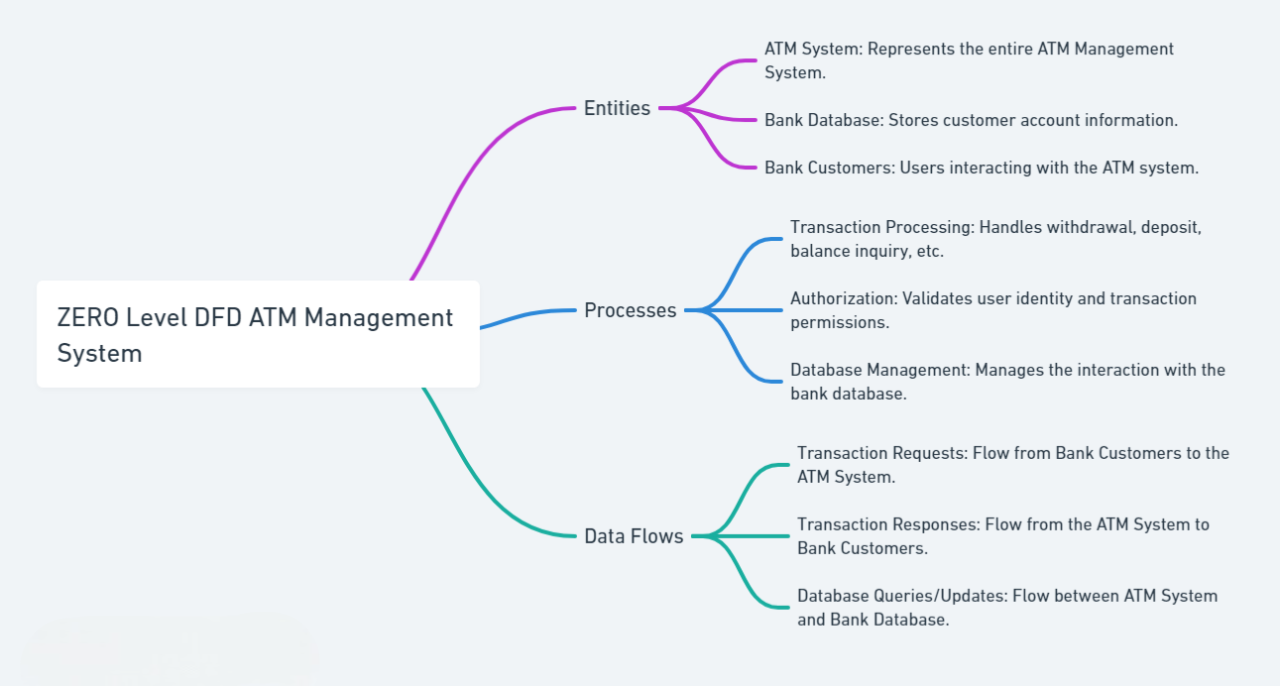 ZERO Level DFD ATM Management
System
Entities
ATM System: Represents the entire ATM Management
System.
Bank Database: Stores customer account information.
Bank Customers: Users interacting with the ATM system.
Processes
Transaction Processing: Handles withdrawal, deposit,
balance inquiry, etc.
Authorization: Validates user identity and transaction
permissions.
Database Management: Manages the interaction with the
bank database.
Data Flows
Transaction Requests: Flow from Bank Customers to the
ATM System.
Transaction Responses: Flow from the ATM System to
Bank Customers.
Database Queries/Updates: Flow between ATM System
and Bank Database.